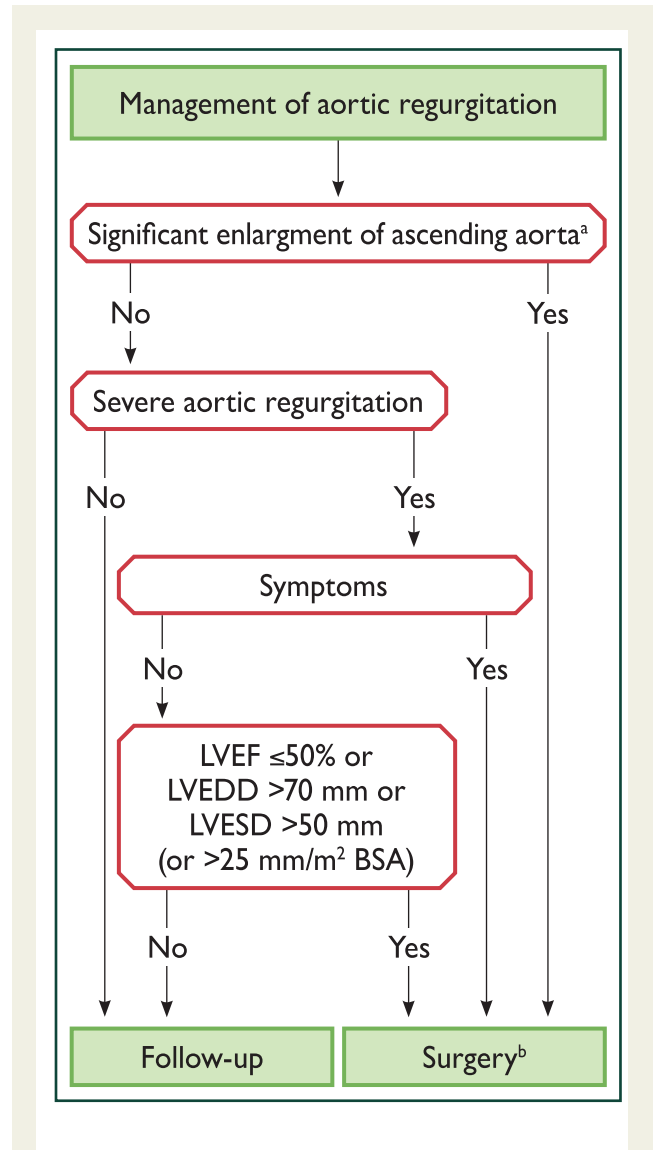 Management of aortic regurgitation
Significant enlargment of ascending aortaᵃ
No
Yes
Severe aortic regurgitation
No
Yes
Symptoms
No
Yes
LVEF ≤50% or
LVEDD >70 mm or
LVESD >50 mm
(or >25 mm/m² BSA)
No
Yes
Follow-up
Surgeryᵇ